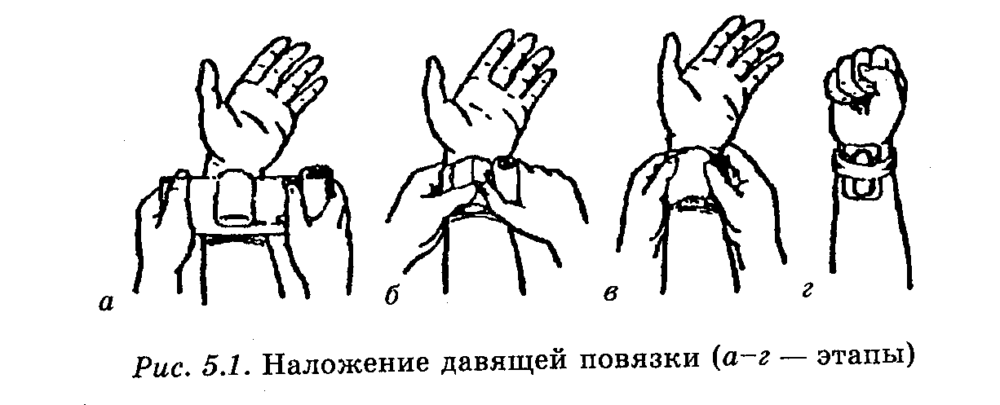 а б в г
Рис. 5.1. Наложение давящей повязки (а–г — этапы)